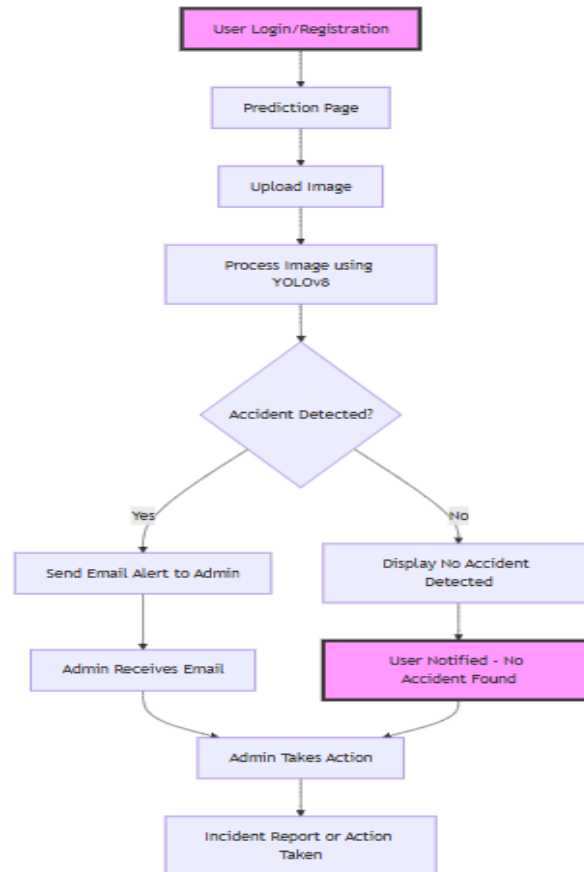 User Login/Registration
Prediction Page
Upload Image
Process Image using
YOLOv8
Accident Detected?
Yes
No
Send Email Alert to Admin
Display No Accident
Detected
Admin Receives Email
User Notified - No
Accident Found
Admin Takes Action
Incident Report or Action
Taken